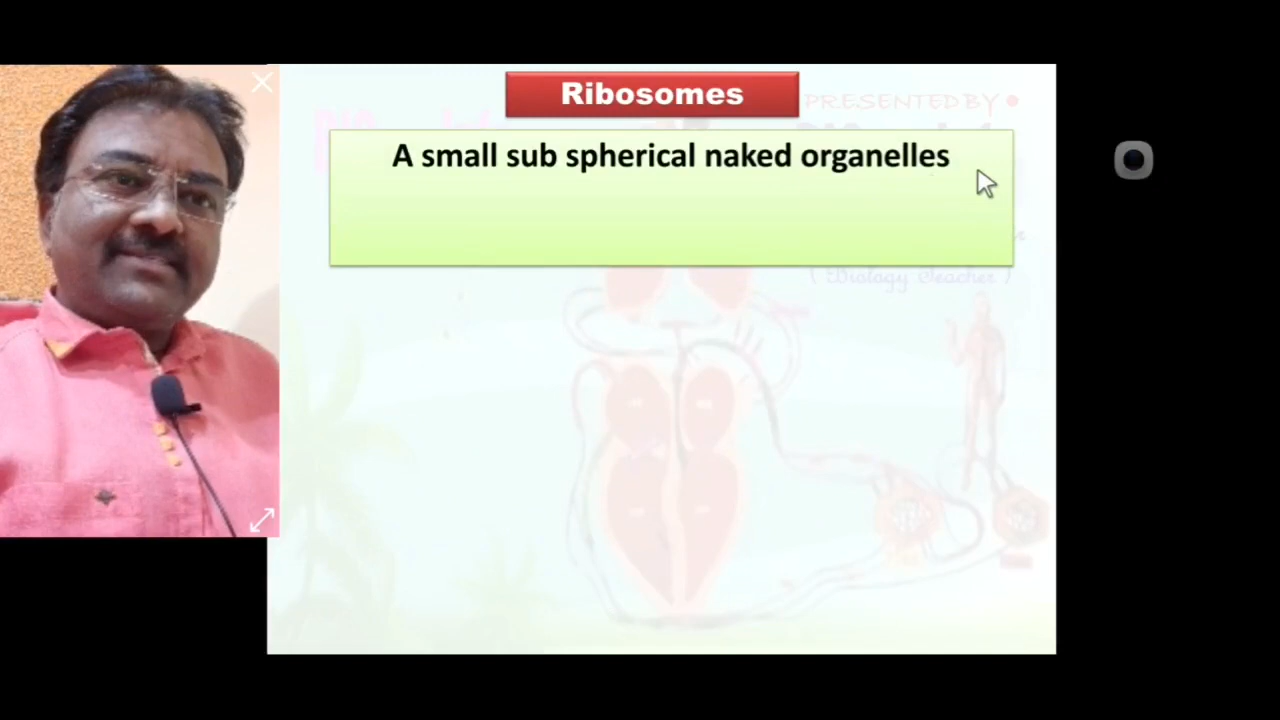 Ribosomes
PRESENTED BY
A small sub spherical naked organelles
( Biology Teacher )